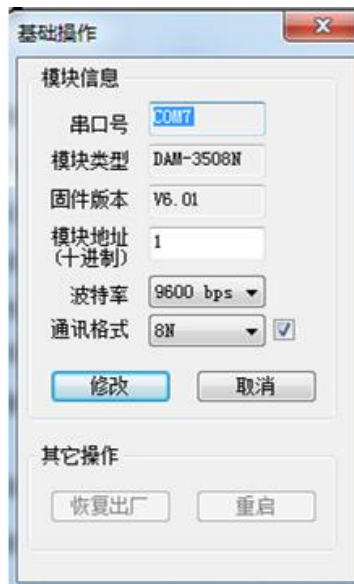 基础操作
模块信息
串口号 COM7
模块类型 DAM-3508N
固件版本 V6.01
模块地址 1
(十进制)
波特率 9600 bps
通讯格式 8N
修改 取消
其它操作
恢复出厂 重启